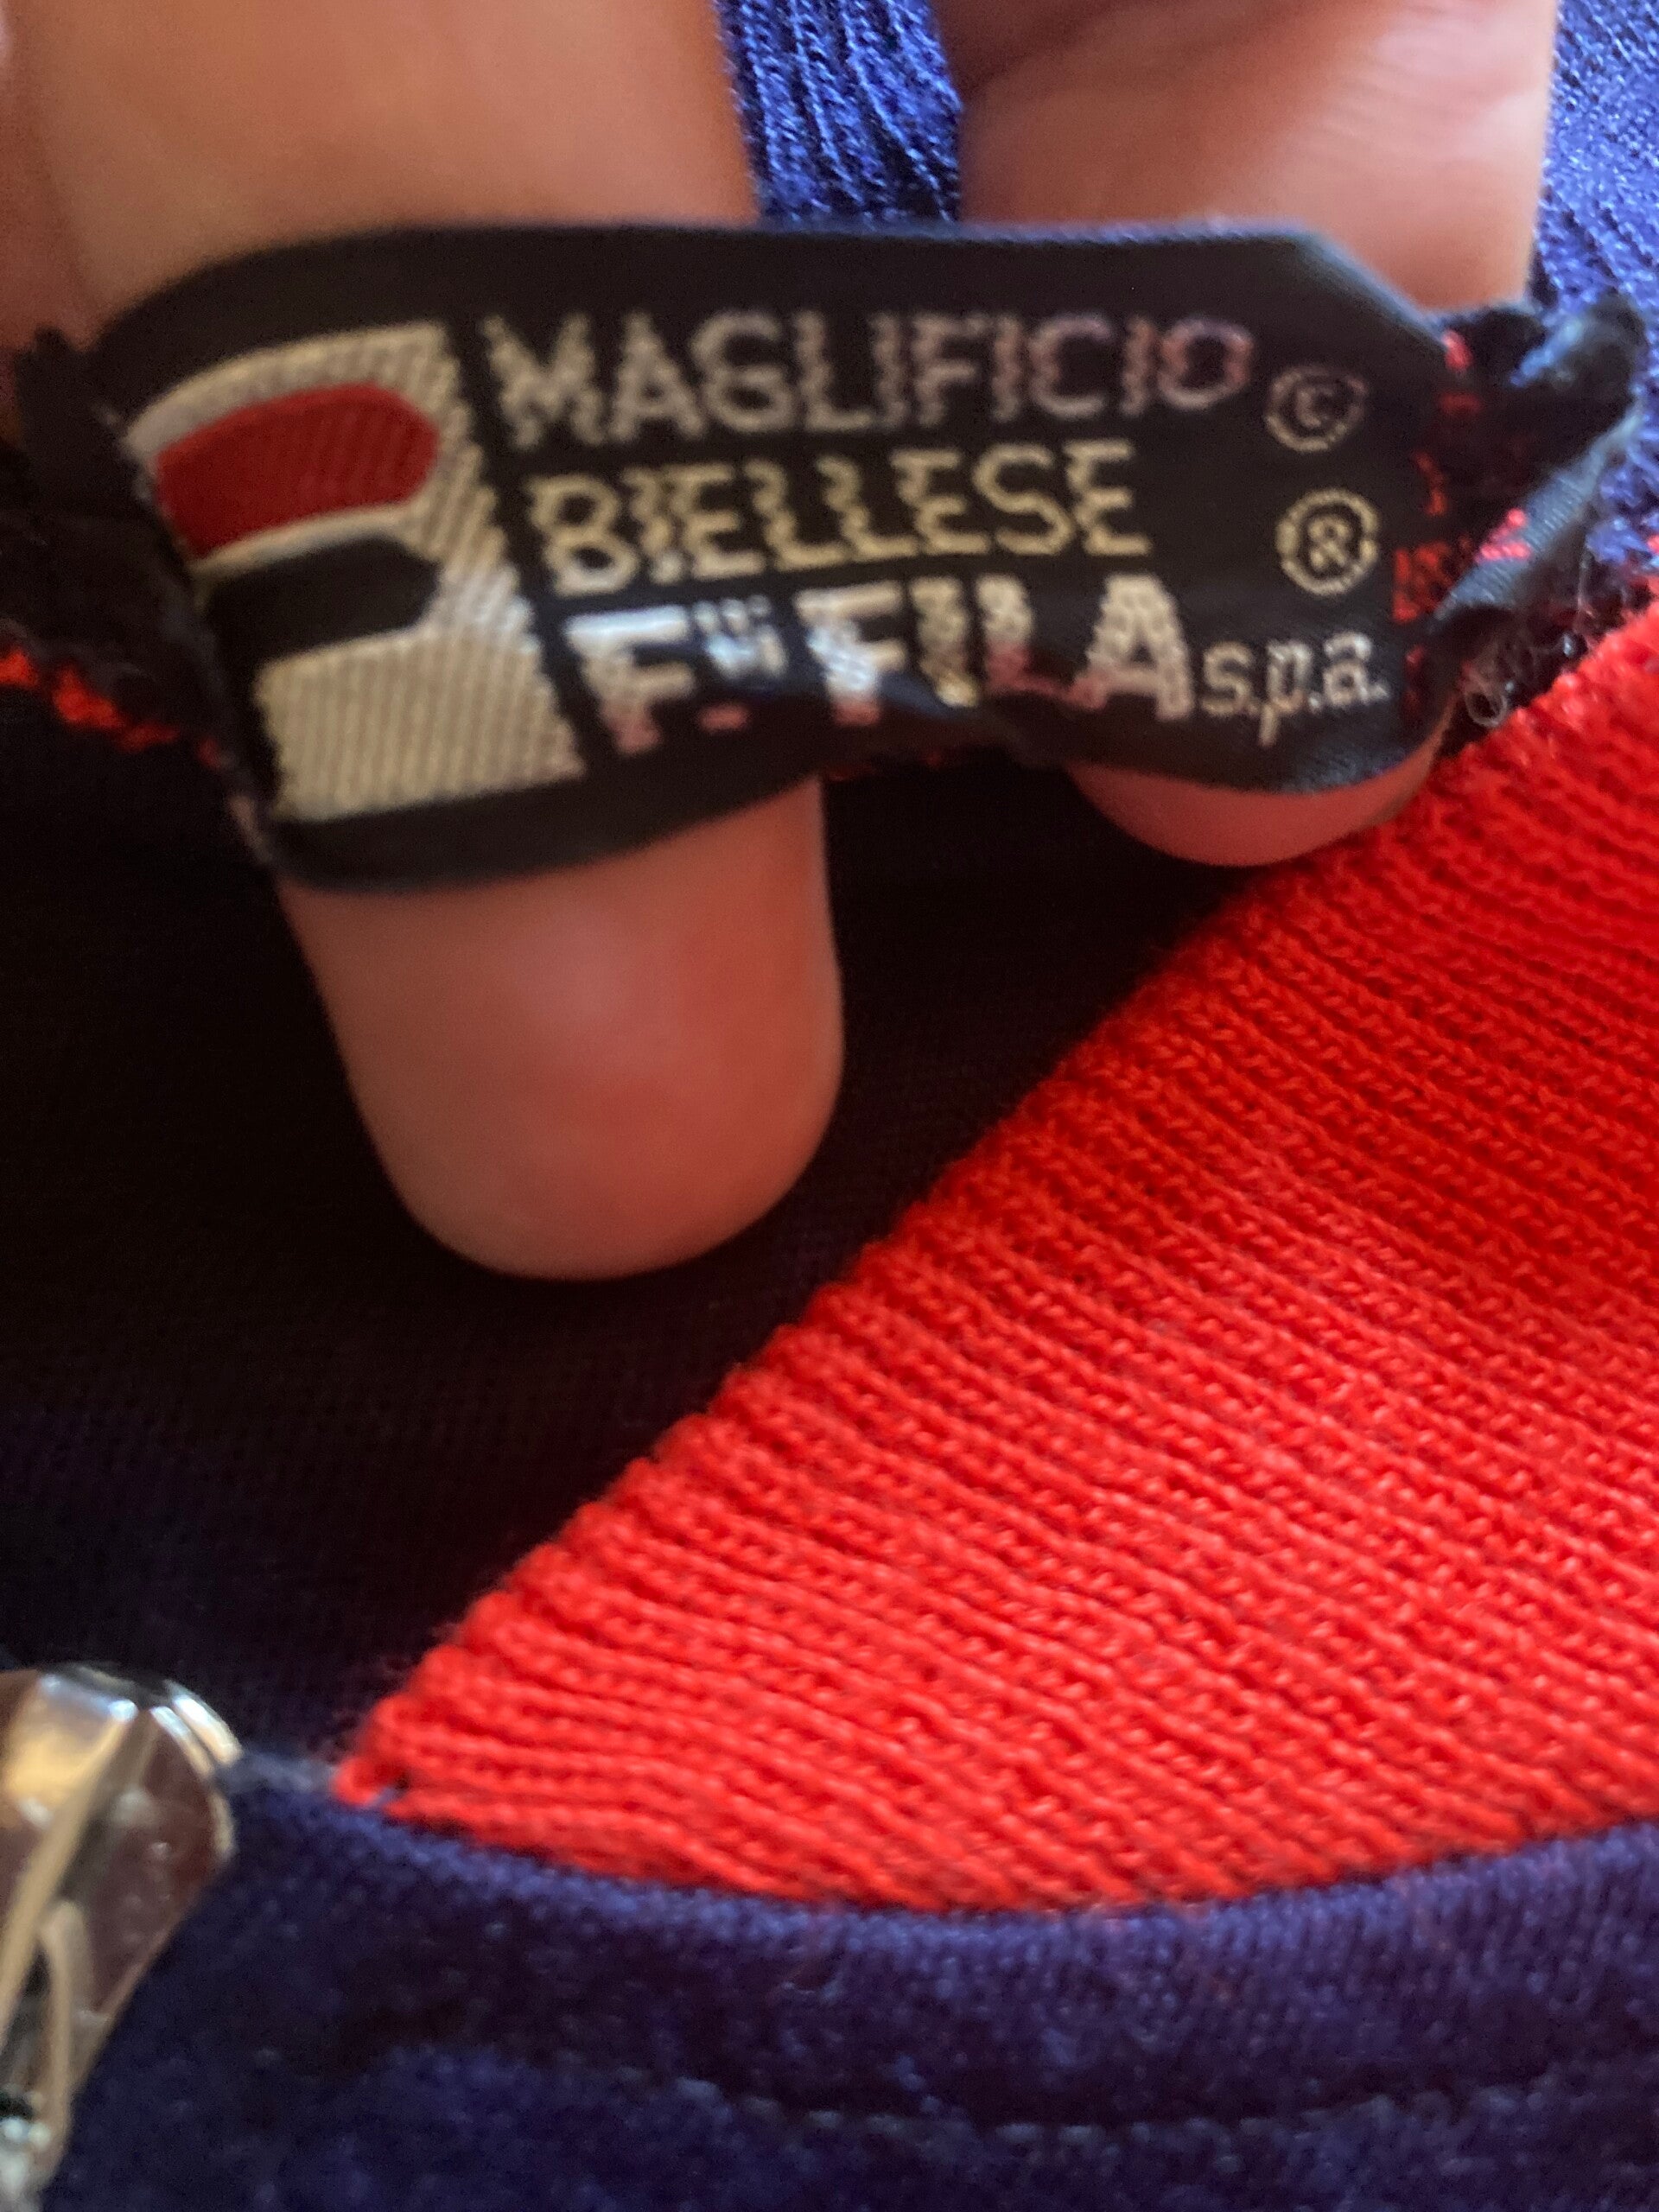 MAGLIFICIO ©
BIELLESE ®
F.lli FILA s.p.a.